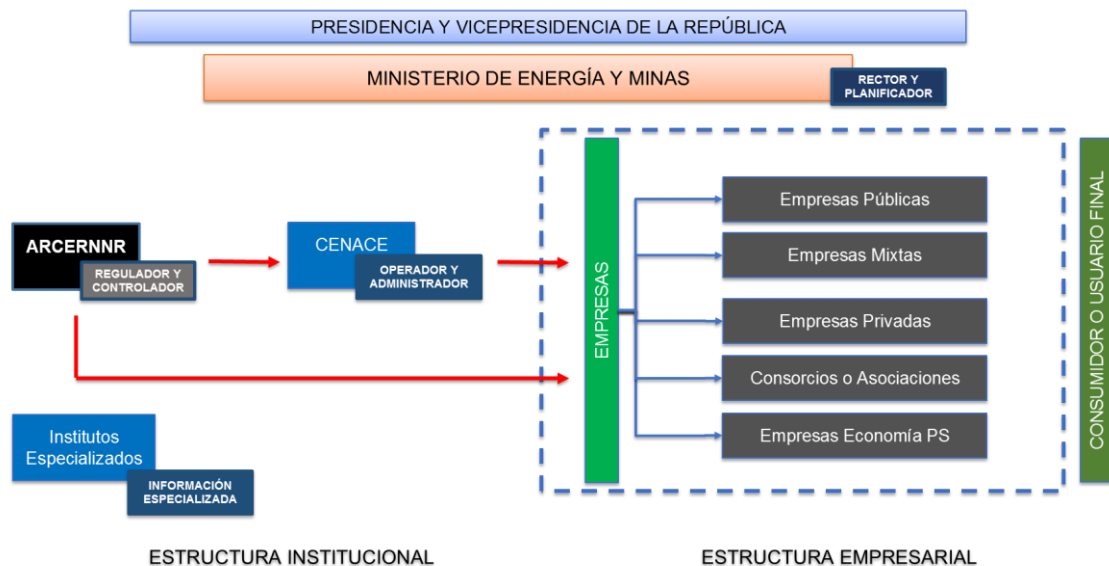 PRESIDENCIA Y VICEPRESIDENCIA DE LA REPÚBLICA
MINISTERIO DE ENERGÍA Y MINAS
RECTOR Y
PLANIFICADOR
ARCERNNR
REGULADOR Y
CONTROLADOR
CENACE
OPERADOR Y
ADMINISTRADOR
Institutos
Especializados
INFORMACIÓN
ESPECIALIZADA
EMPRESAS
Empresas Públicas
Empresas Mixtas
Empresas Privadas
Consorcios o Asociaciones
Empresas Economía PS
CONSUMIDOR O USUARIO FINAL
ESTRUCTURA INSTITUCIONAL
ESTRUCTURA EMPRESARIAL